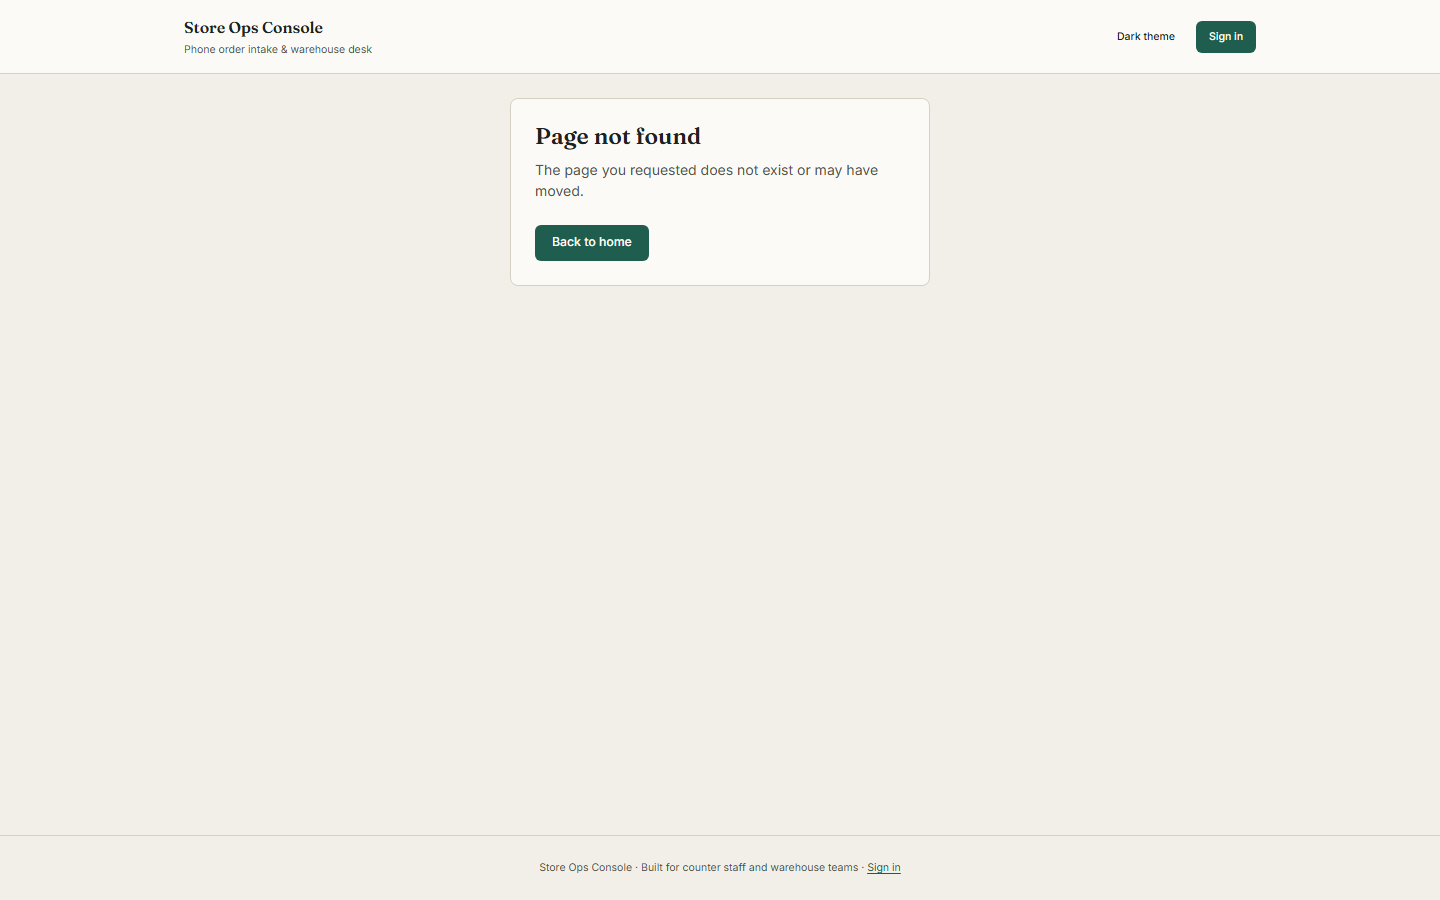 Store Ops Console
Phone order intake & warehouse desk
Dark theme
Sign in
Page not found
The page you requested does not exist or may have
moved.
Back to home
Store Ops Console · Built for counter staff and warehouse teams · Sign in